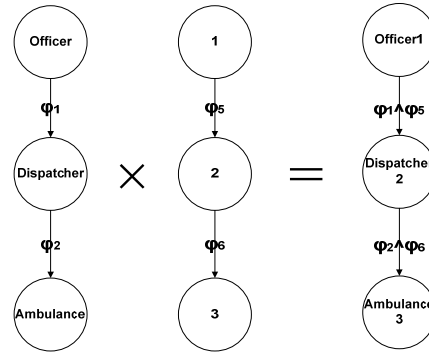 Officer
φ1
Dispatcher
φ2
Ambulance
×
1
φ5
2
φ6
3
=
Officer1
φ1^φ5
Dispatcher
2
φ2^φ6
Ambulance
3